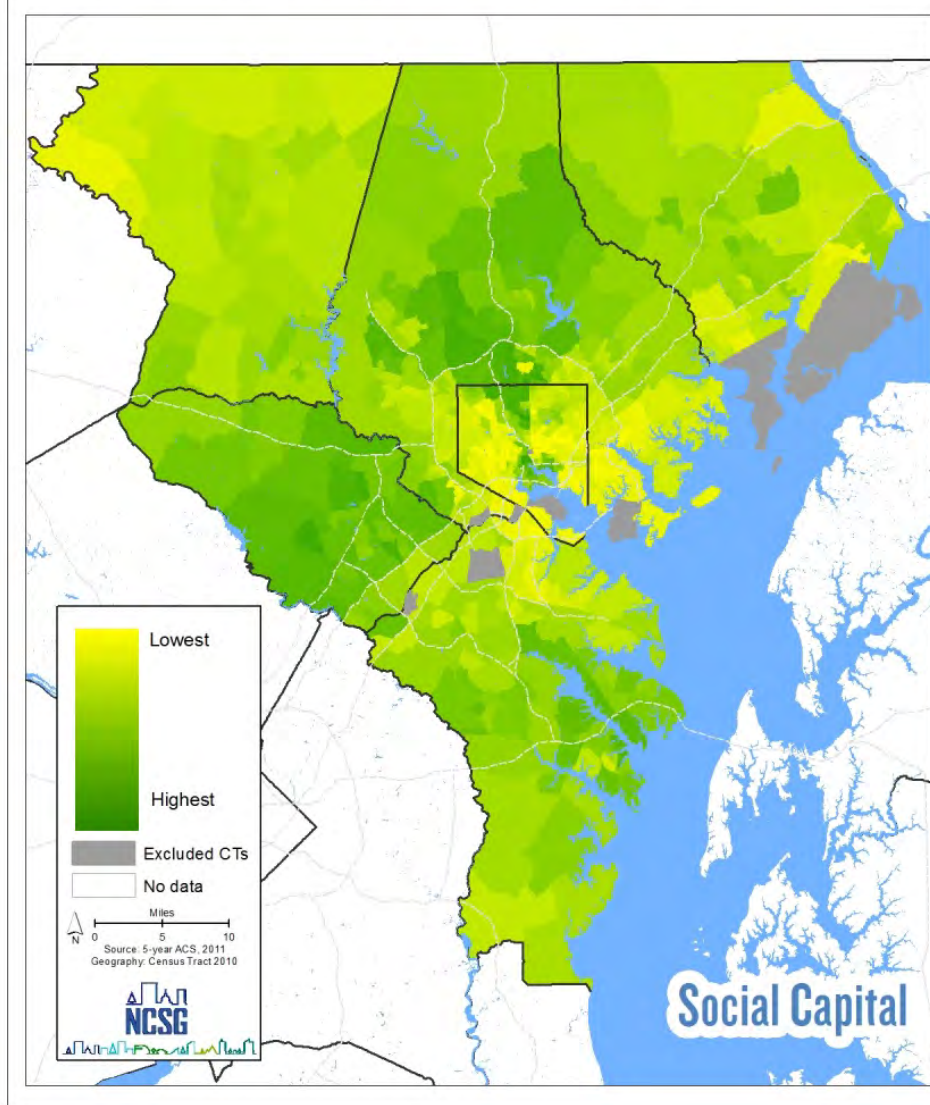 Lowest
Highest
Excluded CTs
No data
Miles
0 5 10
N
Source: 5-year ACS, 2011
Geography: Census Tract 2010
NCSG
Social Capital